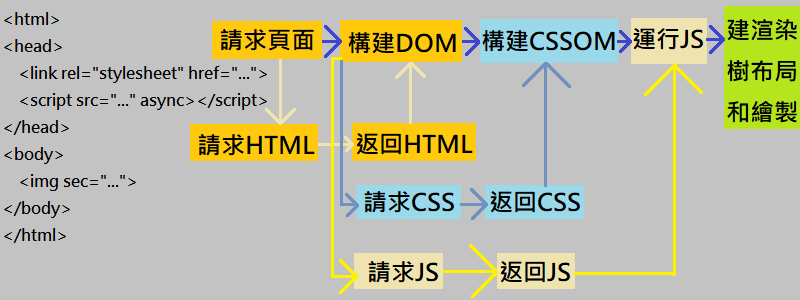 <html>
<head>
<link rel="stylesheet" href="...">
<script src="..." async></script>
</head>
<body>
<img sec="...">
</body>
</html>
請求頁面
構建DOM
構建CSSOM
運行JS
建渲染
樹布局
和繪製
請求HTML
返回HTML
請求CSS
返回CSS
請求JS
返回JS